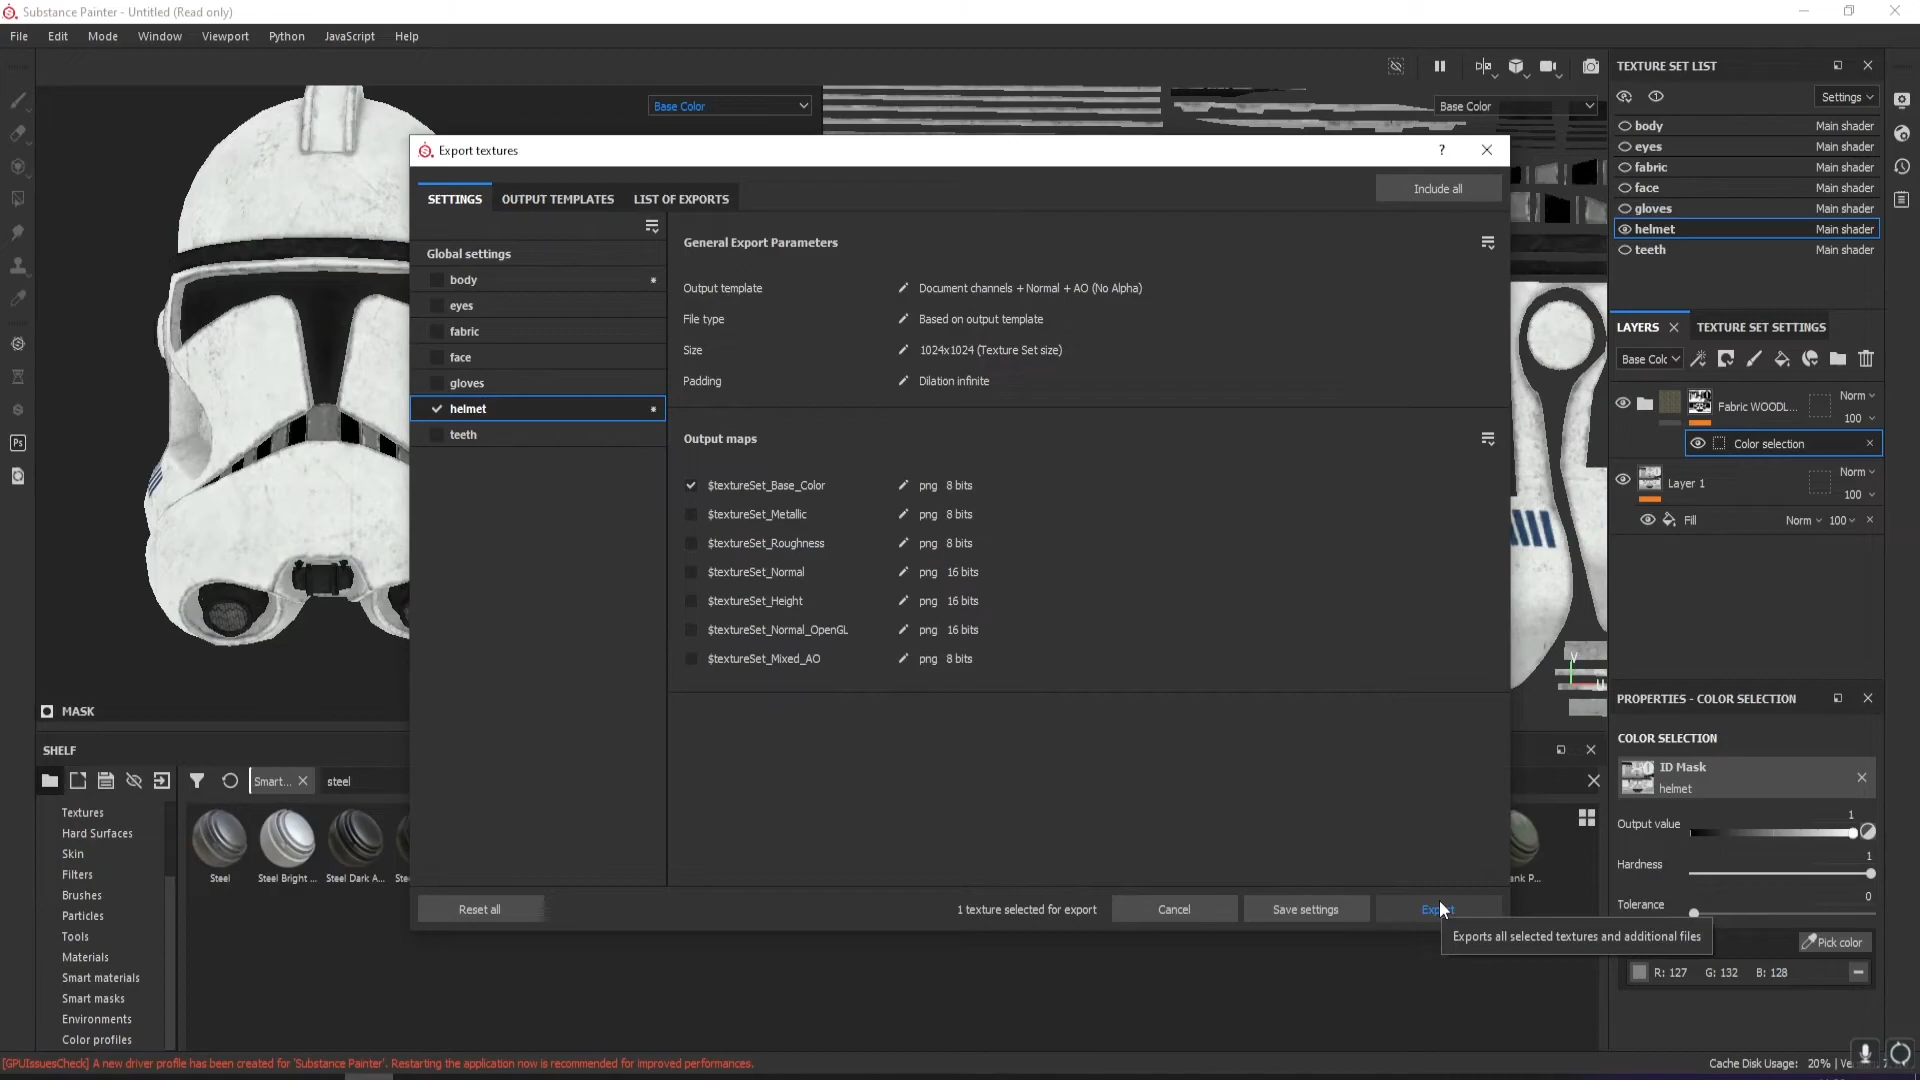 Substance Painter - Untitled (Read only)
File Edit Mode Window Viewport Python JavaScript Help
Base Color
Base Color
TEXTURE SET LIST
Settings
body Main shader
eyes Main shader
fabric Main shader
face Main shader
gloves Main shader
helmet Main shader
teeth Main shader
Export textures
?
SETTINGS OUTPUT TEMPLATES LIST OF EXPORTS
Include all
Global settings
body
eyes
fabric
face
gloves
helmet
teeth
General Export Parameters
Output template Document channels + Normal + AO (No Alpha)
File type Based on output template
Size 1024x1024 (Texture Set size)
Padding Dilation infinite
Output maps
$textureSet_Base_Color png 8 bits
$textureSet_Metallic png 8 bits
$textureSet_Roughness png 8 bits
$textureSet_Normal png 16 bits
$textureSet_Height png 16 bits
$textureSet_Normal_OpenGL png 16 bits
$textureSet_Mixed_AO png 8 bits
Reset all
1 texture selected for export
Cancel
Save settings
Exports all selected textures and additional files
LAYERS TEXTURE SET SETTINGS
Base Colc
Fabric WOODL... Norm
100
Color selection
Layer 1 Norm
100
Fill Norm 100
PROPERTIES - COLOR SELECTION
COLOR SELECTION
ID Mask
helmet
Output value 1
Hardness 1
Tolerance 0
Pick color
R: 127 G: 132 B: 128
MASK
SHELF
Smart... steel
Ps
Textures
Hard Surfaces
Skin
Filters
Brushes
Particles
Tools
Materials
Smart materials
Smart masks
Environments
Color profiles
Steel
Steel Bright ...
Steel Dark A...
V
[GPUIssuesCheck] A new driver profile has been created for 'Substance Painter'. Restarting the application now is recommended for improved performances.
Cache Disk Usage: 20% | Ve